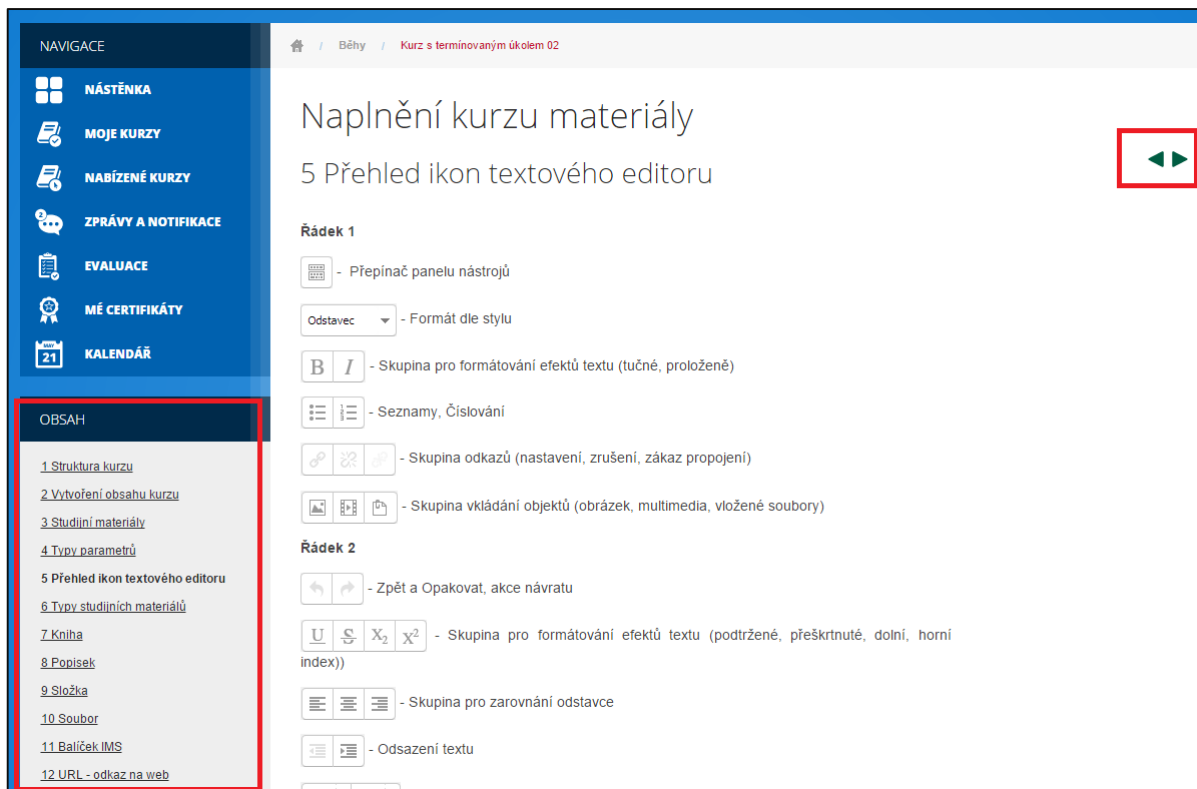 NAVIGACE
NÁSTĚNKA
MOJE KURZY
NABÍZENÉ KURZY
2
ZPRÁVY A NOTIFIKACE
EVALUACE
MÉ CERTIFIKÁTY
MAY
21
KALENDÁŘ
OBSAH
1 Struktura kurzu
2 Vytvoření obsahu kurzu
3 Studijní materiály
4 Typy parametrů
5 Přehled ikon textového editoru
6 Typy studijních materiálů
7 Kniha
8 Popisek
9 Složka
10 Soubor
11 Balíček IMS
12 URL - odkaz na web
/ Běhy / Kurz s termínovaným úkolem 02
Naplnění kurzu materiály
5 Přehled ikon textového editoru
Řádek 1
- Přepínač panelu nástrojů
Odstavec - Formát dle stylu
B I - Skupina pro formátování efektů textu (tučné, proloženě)
- Seznamy, Číslování
- Skupina odkazů (nastavení, zrušení, zákaz propojení)
- Skupina vkládání objektů (obrázek, multimedia, vložené soubory)
Řádek 2
- Zpět a Opakovat, akce návratu
U S X₂ X² - Skupina pro formátování efektů textu (podtržené, přeškrtnuté, dolní, horní
index))
- Skupina pro zarovnání odstavce
- Odsazení textu